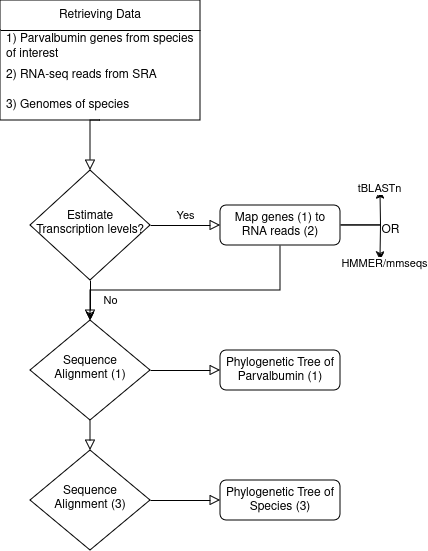 Retrieving Data
1) Parvalbumin genes from species
of interest
2) RNA-seq reads from SRA
3) Genomes of species
Estimate
Transcription levels?
Yes
Map genes (1) to
RNA reads (2)
tBLASTn
OR
HMMER/mmseqs
No
Sequence
Alignment (1)
Phylogenetic Tree of
Parvalbumin (1)
Sequence
Alignment (3)
Phylogenetic Tree of
Species (3)